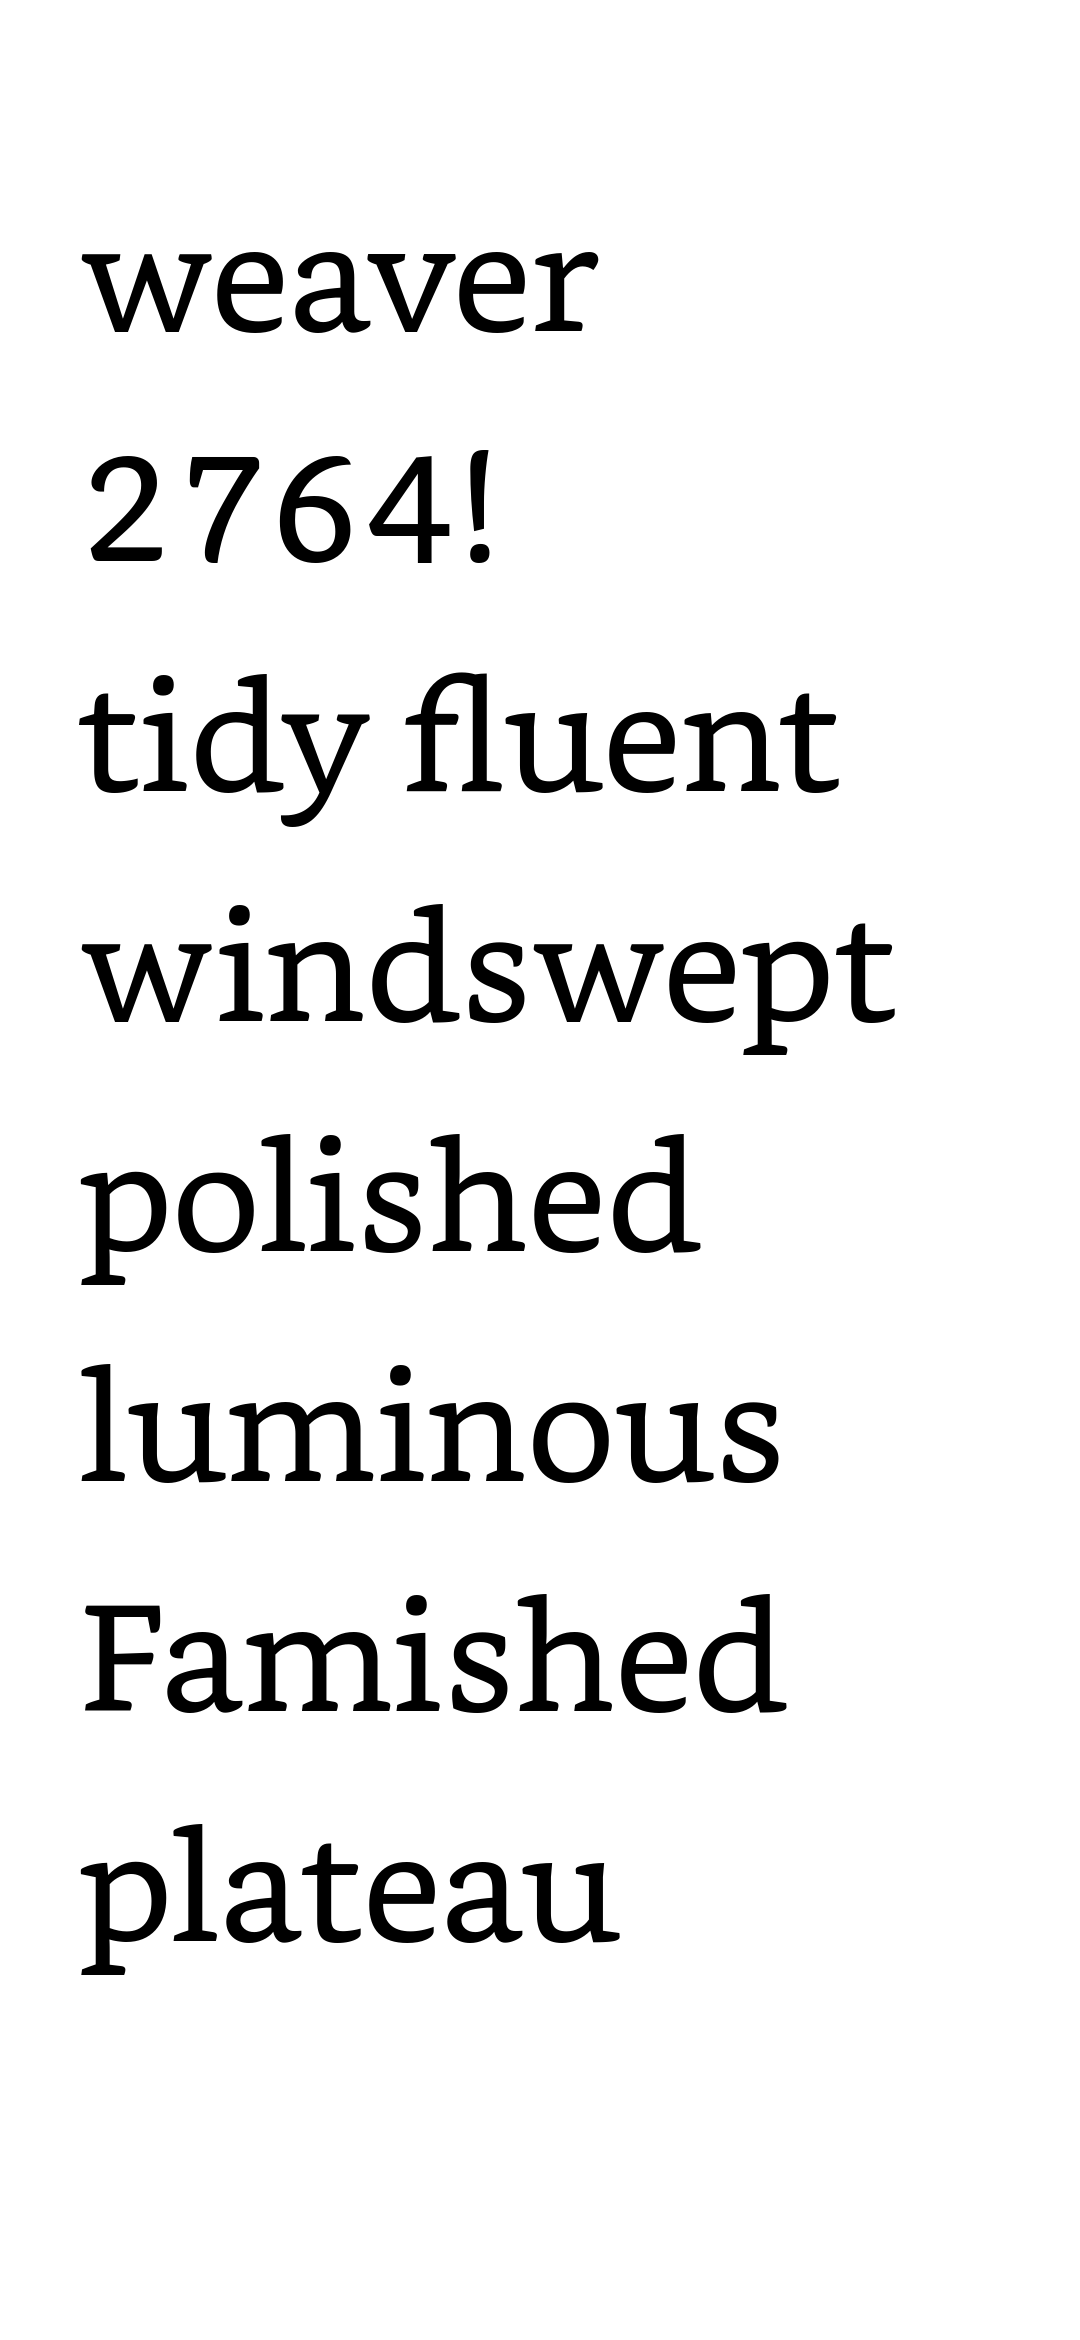 weaver
2764!
tidy fluent
windswept
polished
luminous
Famished
plateau